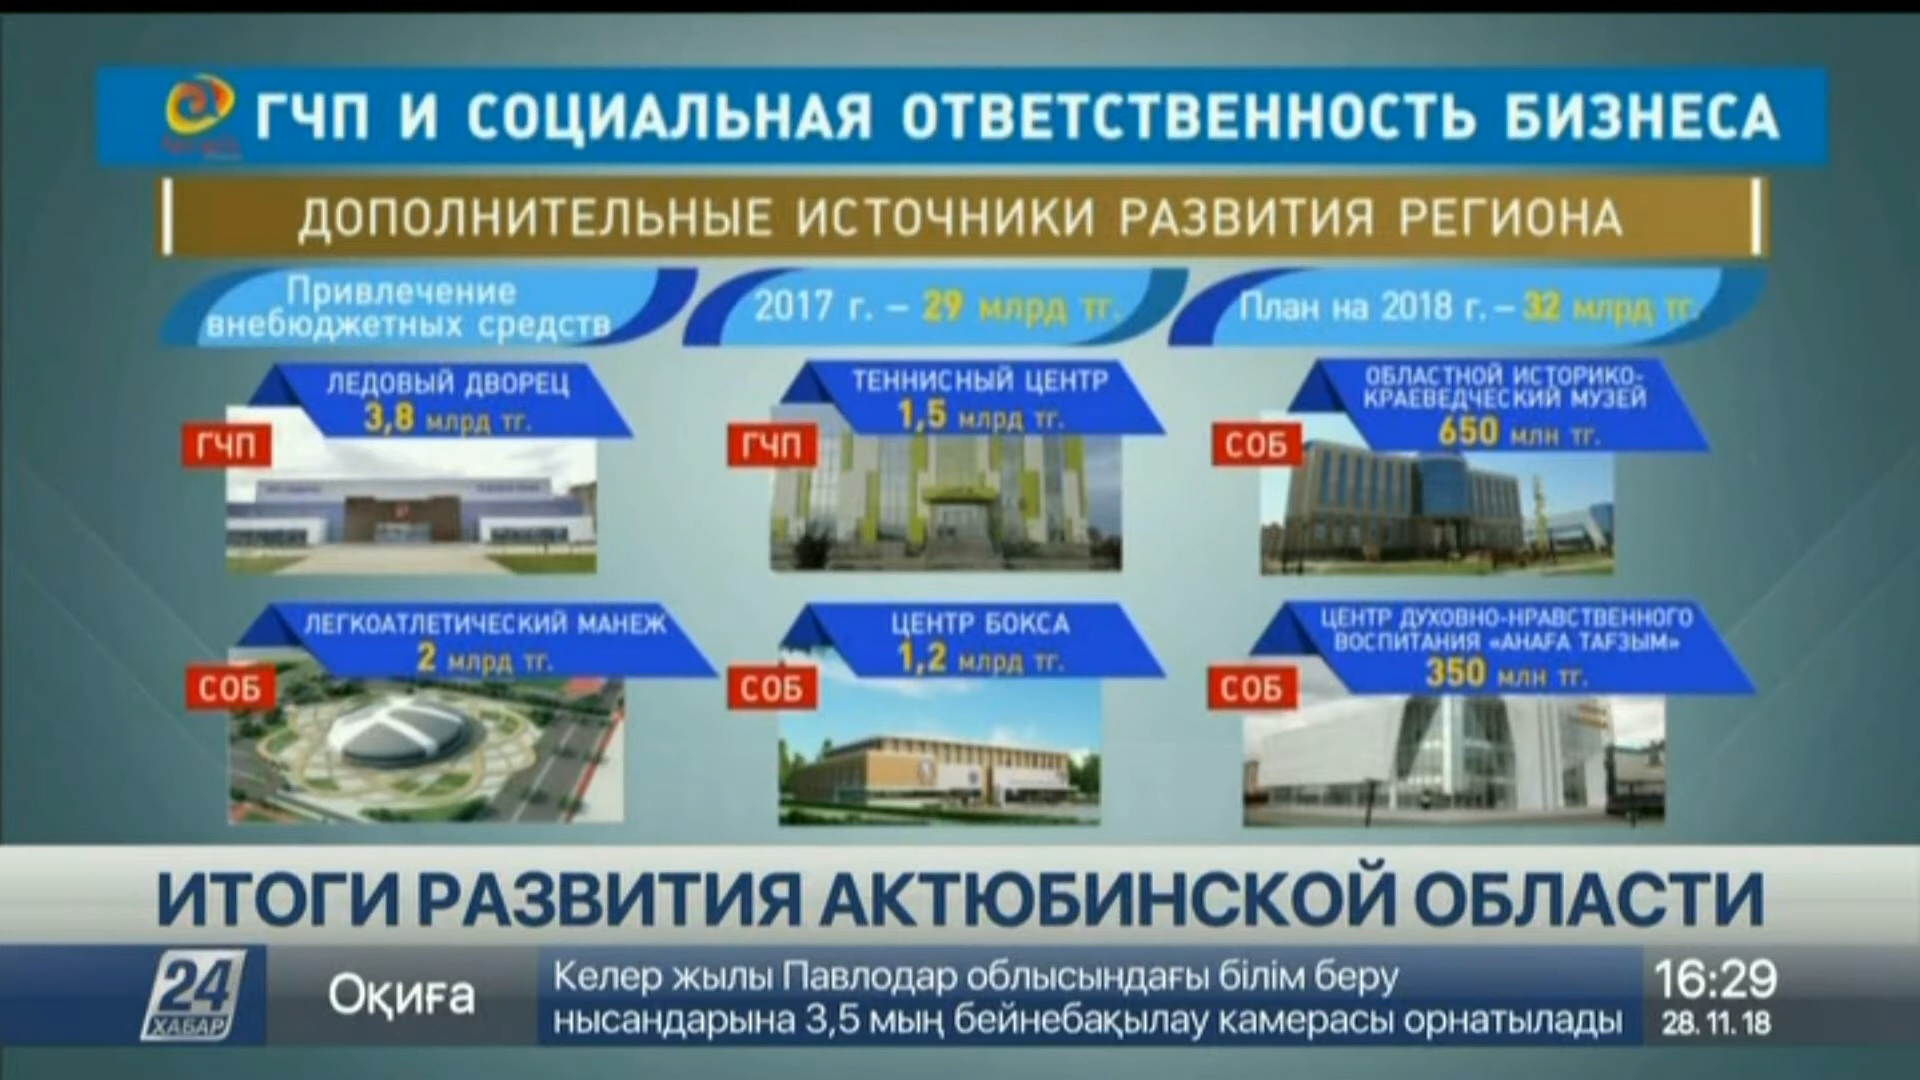 ГЧП И СОЦИАЛЬНАЯ ОТВЕТСТВЕННОСТЬ БИЗНЕСА
ДОПОЛНИТЕЛЬНЫЕ ИСТОЧНИКИ РАЗВИТИЯ РЕГИОНА
Привлечение
внебюджетных средств
2017 г. – 29 млрд тг.
План на 2018 г. – 32 млрд тг.
ЛЕДОВЫЙ ДВОРЕЦ
3,8 млрд тг.
ГЧП
ТЕННИСНЫЙ ЦЕНТР
1,5 млрд тг.
ГЧП
ОБЛАСТНОЙ ИСТОРИКО-
КРАЕВЕДЧЕСКИЙ МУЗЕЙ
650 млн тг.
СОБ
ЛЕГКОАТЛЕТИЧЕСКИЙ МАНЕЖ
2 млрд тг.
СОБ
ЦЕНТР БОКСА
1,2 млрд тг.
СОБ
ЦЕНТР ДУХОВНО-НРАВСТВЕННОГО
ВОСПИТАНИЯ «АНАҒА ТАҒЗЫМ»
350 млн тг.
СОБ
ИТОГИ РАЗВИТИЯ АКТЮБИНСКОЙ ОБЛАСТИ
24
ХАБАР
Оқиға
Келер жылы Павлодар облысындағы білім беру
нысандарына 3,5 мың бейнебақылау камерасы орнатылады
16:29
28.11.18